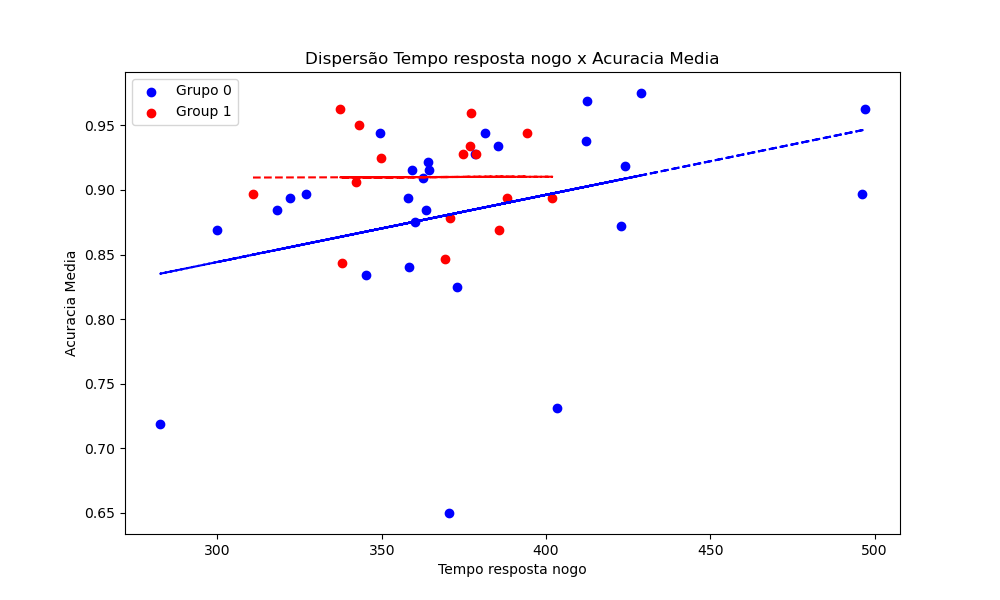 Dispersão Tempo resposta nogo x Acuracia Media
Grupo 0
Group 1
0.95
0.90
0.85
0.80
0.75
0.70
0.65
Acuracia Media
300
350
400
450
500
Tempo resposta nogo